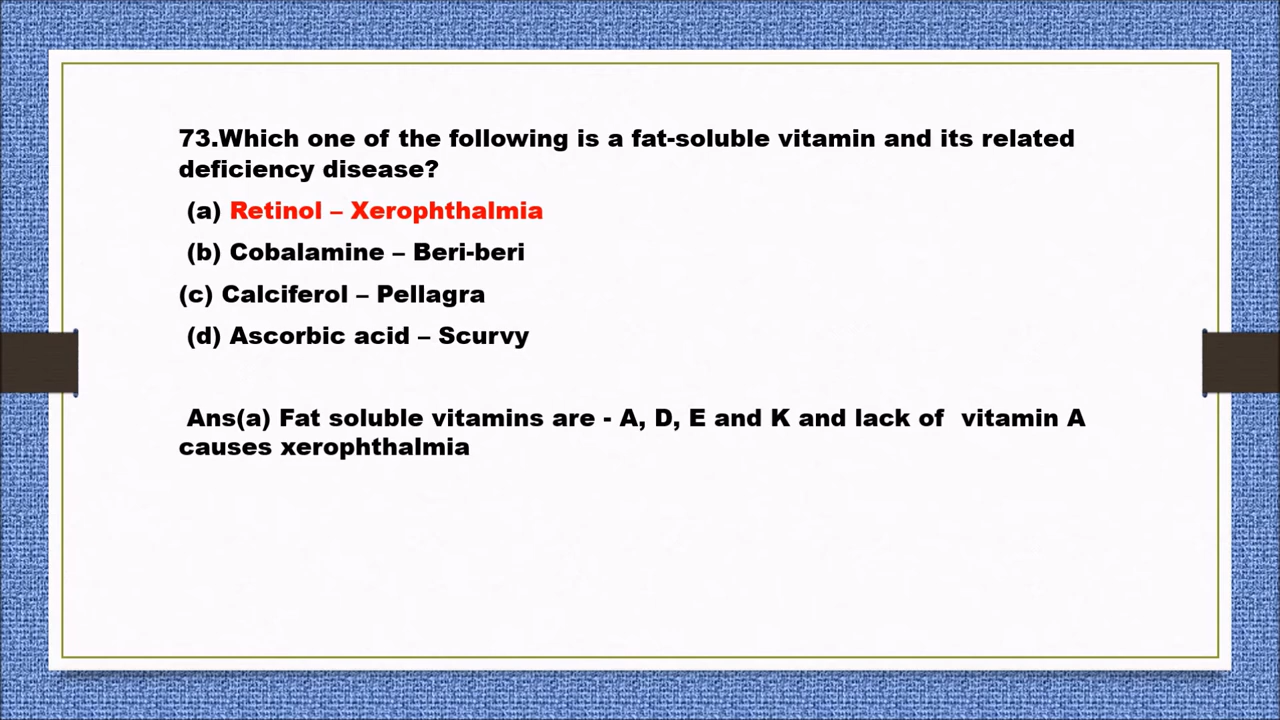 73.Which one of the following is a fat-soluble vitamin and its related
deficiency disease?
(a) Retinol – Xerophthalmia
(b) Cobalamine – Beri-beri
(c) Calciferol – Pellagra
(d) Ascorbic acid – Scurvy
Ans(a) Fat soluble vitamins are - A, D, E and K and lack of  vitamin A
causes xerophthalmia